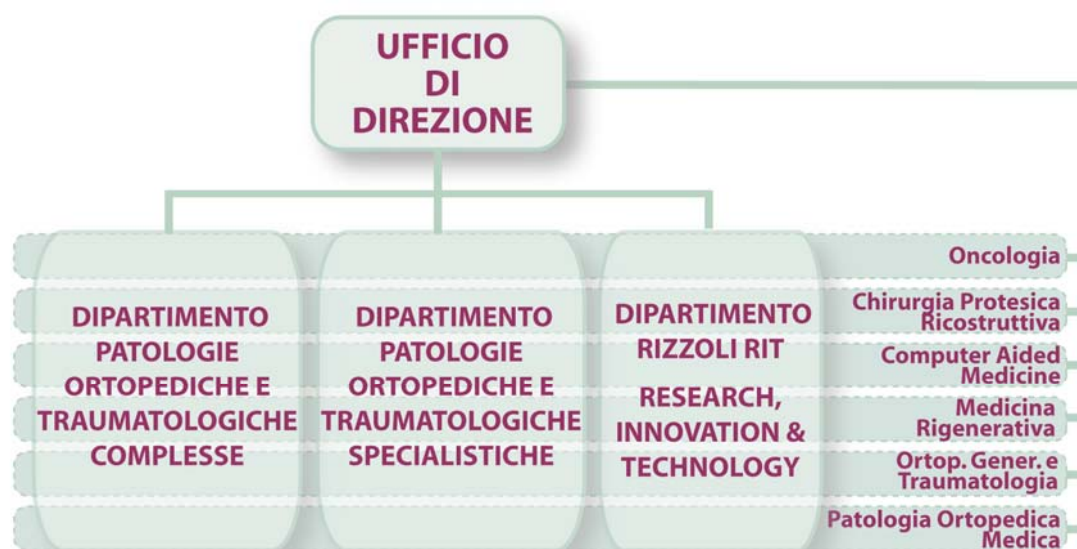 UFFICIO
DI
DIREZIONE
DIPARTIMENTO
PATOLOGIE
ORTOPEDICHE E
TRAUMATOLOGICHE
COMPLESSE
DIPARTIMENTO
PATOLOGIE
ORTOPEDICHE E
TRAUMATOLOGICHE
SPECIALISTICHE
DIPARTIMENTO
RIZZOLI RIT
RESEARCH,
INNOVATION &
TECHNOLOGY
Oncologia
Chirurgia Protesica
Ricostruttiva
Computer Aided
Medicine
Medicina
Rigenerativa
Ortop. Gener. e
Traumatologia
Patologia Ortopedica
Medica